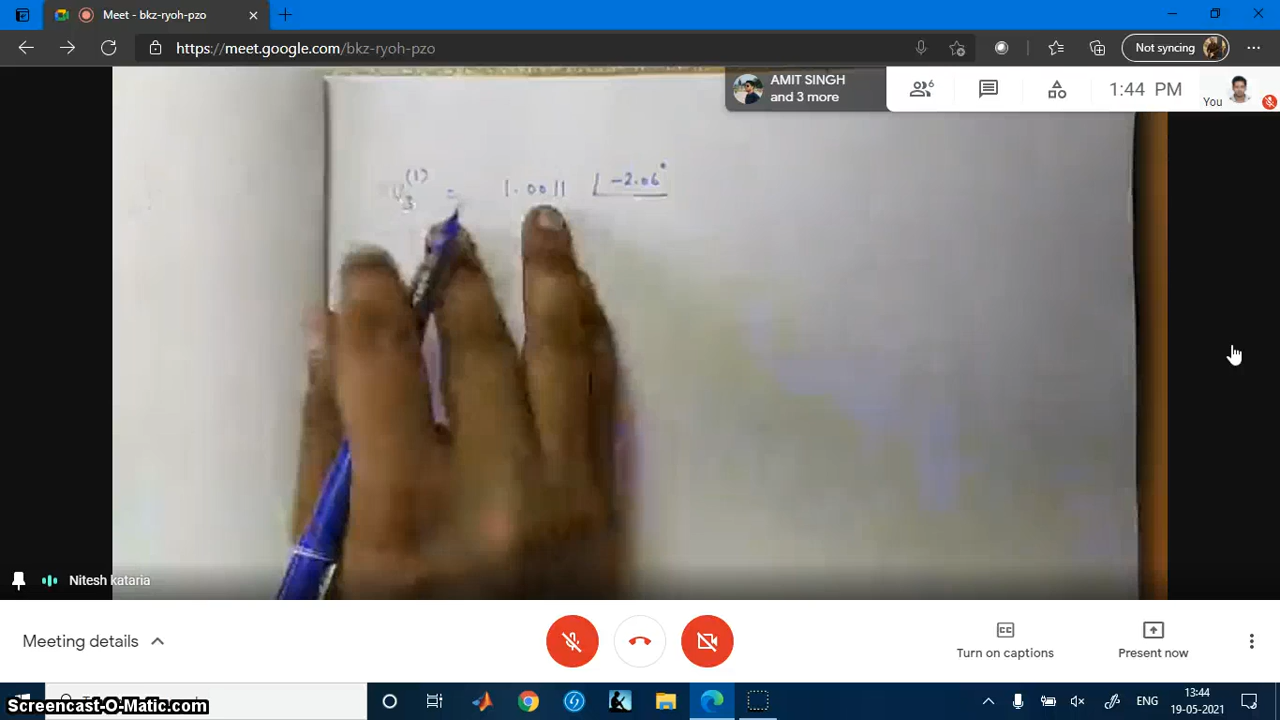 Meet - bkz-ryoh-pzo
https://meet.google.com/bkz-ryoh-pzo
Not syncing
AMIT SINGH
and 3 more
6
1:44 PM
You
V₃⁽¹⁾ = 1.0011 ∠-2.06°
Nitesh kataria
Meeting details
Turn on captions
Present now
Screencast-O-Matic.com
ENG
13:44
19-05-2021